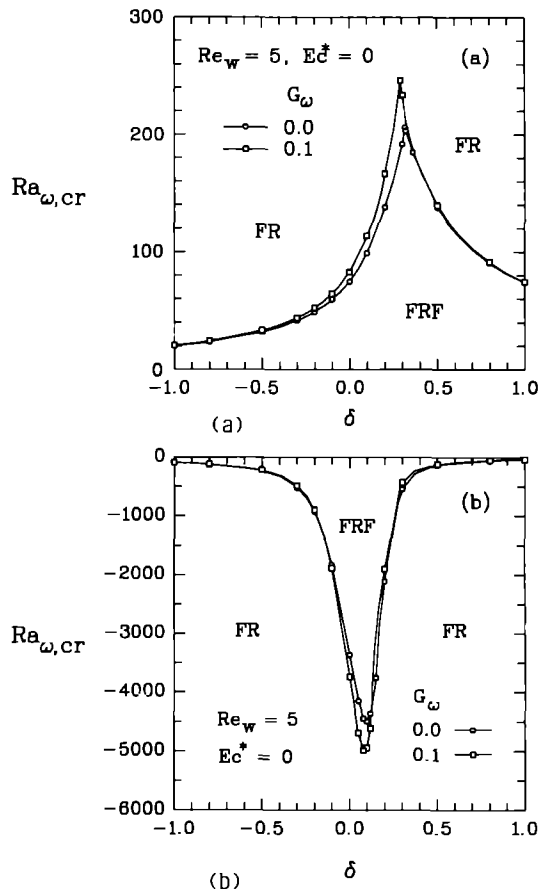 300
Re_w = 5, Ec* = 0
(a)
G_ω
0.0
0.1
200
FR
Ra_ω,cr
FR
100
FRF
0
-1.0 -0.5 0.0 0.5 1.0
(a)
δ
0
(b)
-1000
FRF
-2000
FR
FR
-3000
Ra_ω,cr
-4000
G_ω
Re_w = 5
0.0
-5000
Ec* = 0
0.1
-6000
-1.0 -0.5 0.0 0.5 1.0
(b)
δ